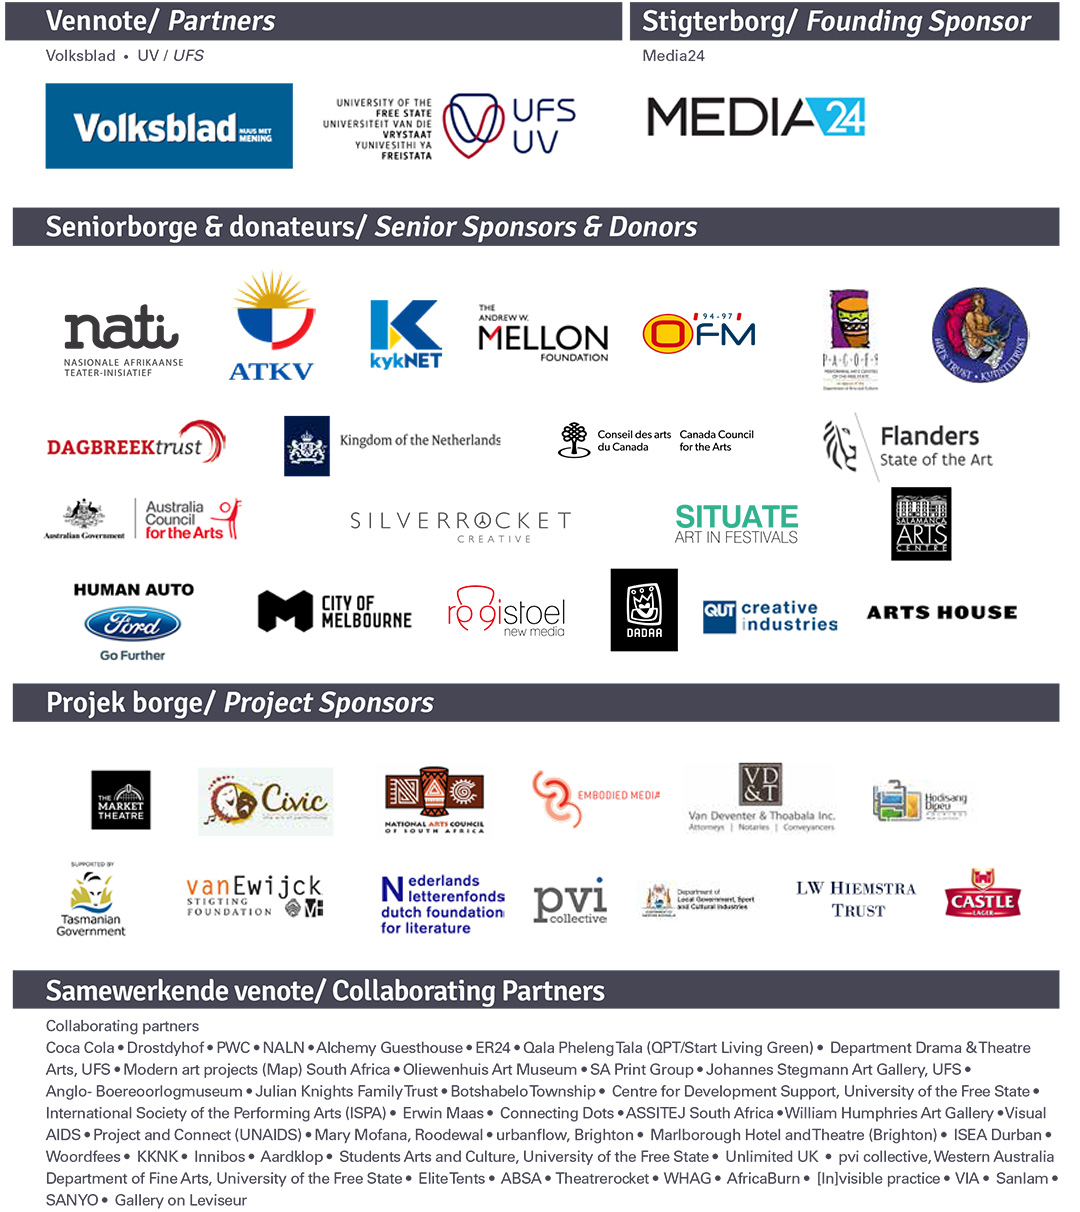 Vennote/ Partners
Stigterborg/ Founding Sponsor
Volksblad • UV / UFS
Media24
Volksblad NUUS MET MENING
UNIVERSITY OF THE
FREE STATE
UNIVERSITEIT VAN DIE
VRYSTAAT
YUNIVESITHI YA
FREISTATA
UFS
UV
MEDIA24
Seniorborge & donateurs/ Senior Sponsors & Donors
nati
NASIONALE AFRIKAANSE
TEATER-INISIATIEF
ATKV
kykNET
THE
ANDREW W.
MELLON
FOUNDATION
94-97
OFM
P•A•C•O•F•S
PERFORMING ARTS CENTRE
OF THE FREE STATE
ARTS TRUST • KUNSTETRUST
DAGBREEKtrust
Kingdom of the Netherlands
Conseil des arts
du Canada
Canada Council
for the Arts
Flanders
State of the Art
Australian Government
Australia
Council
for the Arts
SILVERROCKET
CREATIVE
SITUATE
ART IN FESTIVALS
SALAMANCA
ARTS
CENTRE
HUMAN AUTO
Ford
Go Further
CITY OF
MELBOURNE
registoel
new media
DADAA
QUT creative
industries
ARTS HOUSE
Projek borge/ Project Sponsors
THE
MARKET
THEATRE
Civic
NATIONAL ARTS COUNCIL
OF SOUTH AFRICA
EMBODIED MEDIA
VD
&T
Van Deventer & Thoabala Inc.
Attorneys | Notaries | Conveyancers
Hodisang
Dipeu
SUPPORTED BY
Tasmanian
Government
vanEwijck
STIGTING
FOUNDATION
Nederlands
letterenfonds
dutch foundation
for literature
pvi
collective
Department of
Local Government, Sport
and Cultural Industries
LW HIEMSTRA
TRUST
CASTLE
LAGER
Samewerkende venote/ Collaborating Partners
Collaborating partners
Coca Cola • Drostdyhof • PWC • NALN • Alchemy Guesthouse • ER24 • Qala Pheleng Tala (QPT/Start Living Green) • Department Drama & Theatre
Arts, UFS • Modern art projects (Map) South Africa • Oliewenhuis Art Museum • SA Print Group • Johannes Stegmann Art Gallery, UFS •
Anglo- Boereoorlogmuseum • Julian Knights Family Trust • Botshabelo Township • Centre for Development Support, University of the Free State •
International Society of the Performing Arts (ISPA) • Erwin Maas • Connecting Dots • ASSITEJ South Africa • William Humphries Art Gallery • Visual
AIDS • Project and Connect (UNAIDS) • Mary Mofana, Roodewal • urbanflow, Brighton • Marlborough Hotel and Theatre (Brighton) • ISEA Durban •
Woordfees • KKNK • Innibos • Aardklop • Students Arts and Culture, University of the Free State • Unlimited UK • pvi collective, Western Australia
Department of Fine Arts, University of the Free State • Elite Tents • ABSA • Theatrerocket • WHAG • AfricaBurn • [In]visible practice • VIA • Sanlam •
SANYO • Gallery on Leviseur